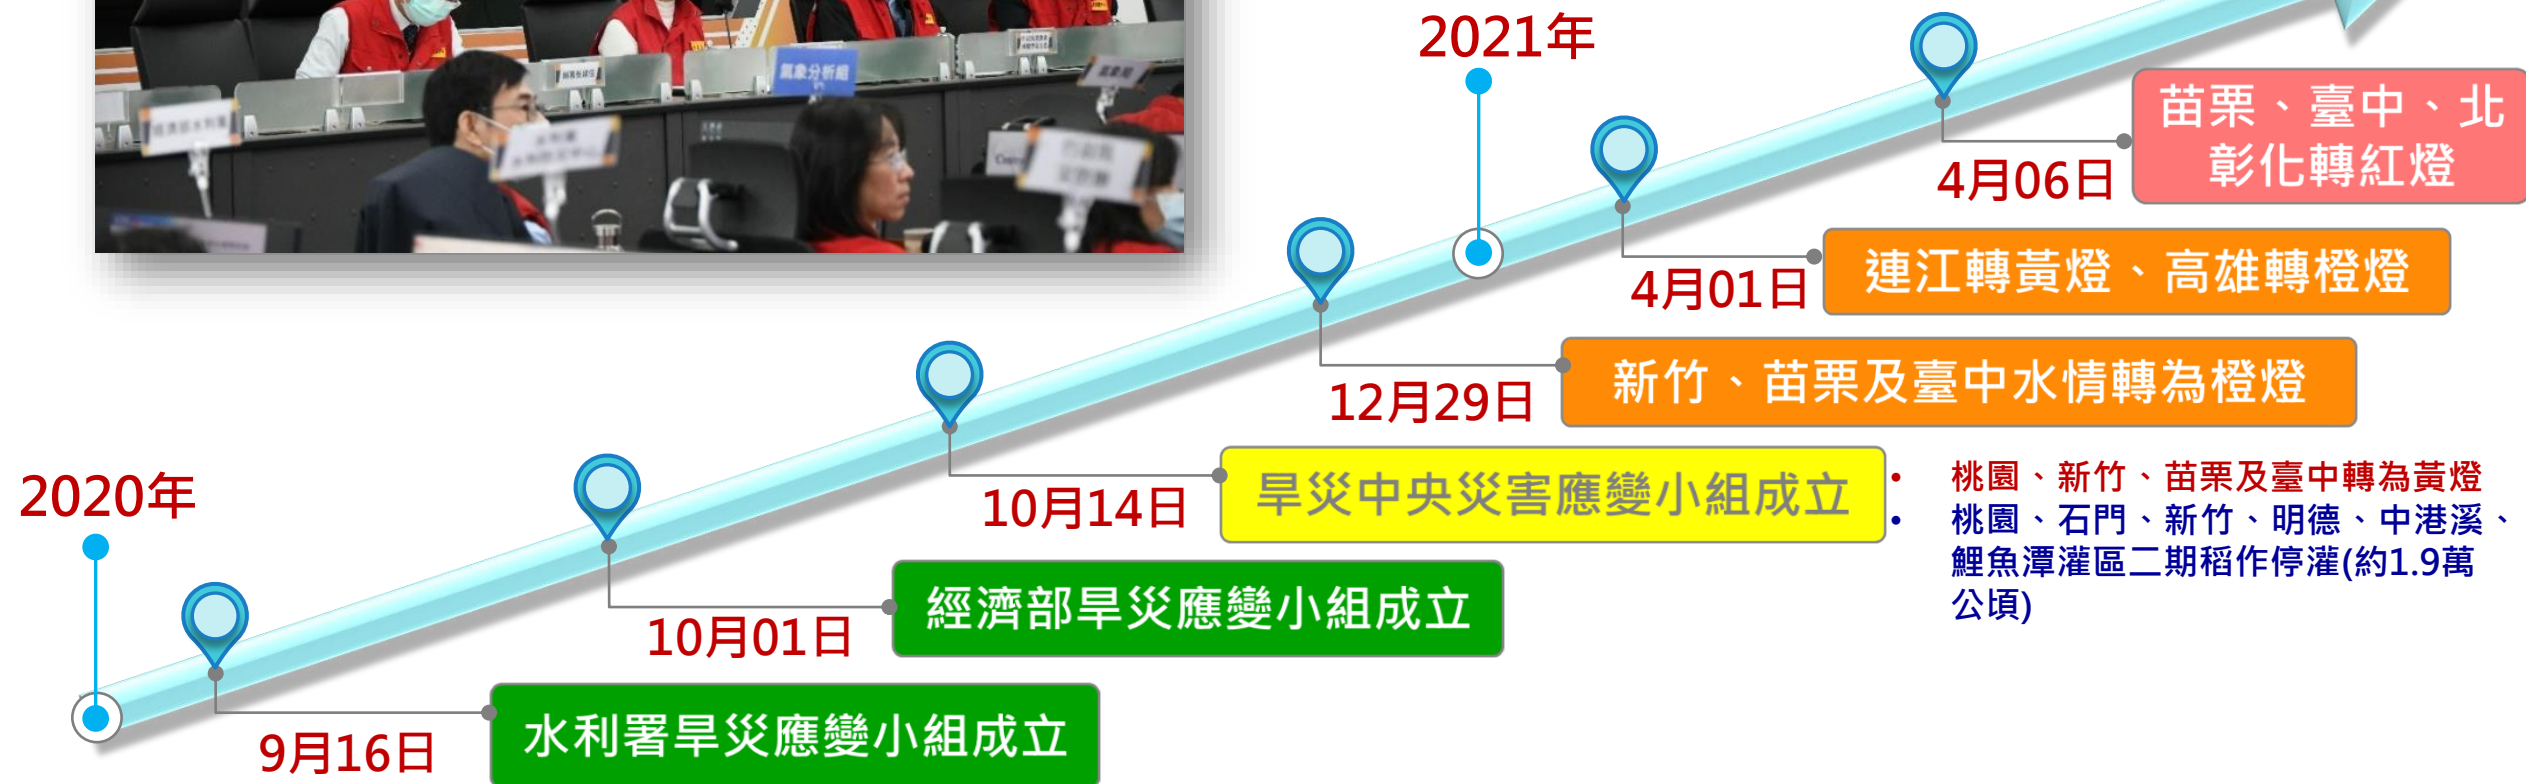 氣象分析組
2021年
苗栗、臺中、北
彰化轉紅燈
4月06日
連江轉黃燈、高雄轉橙燈
4月01日
新竹、苗栗及臺中水情轉為橙燈
12月29日
旱災中央災害應變小組成立
10月14日
• 桃園、新竹、苗栗及臺中轉為黃燈
• 桃園、石門、新竹、明德、中港溪、
鯉魚潭灌區二期稻作停灌(約1.9萬
公頃)
2020年
經濟部旱災應變小組成立
10月01日
水利署旱災應變小組成立
9月16日